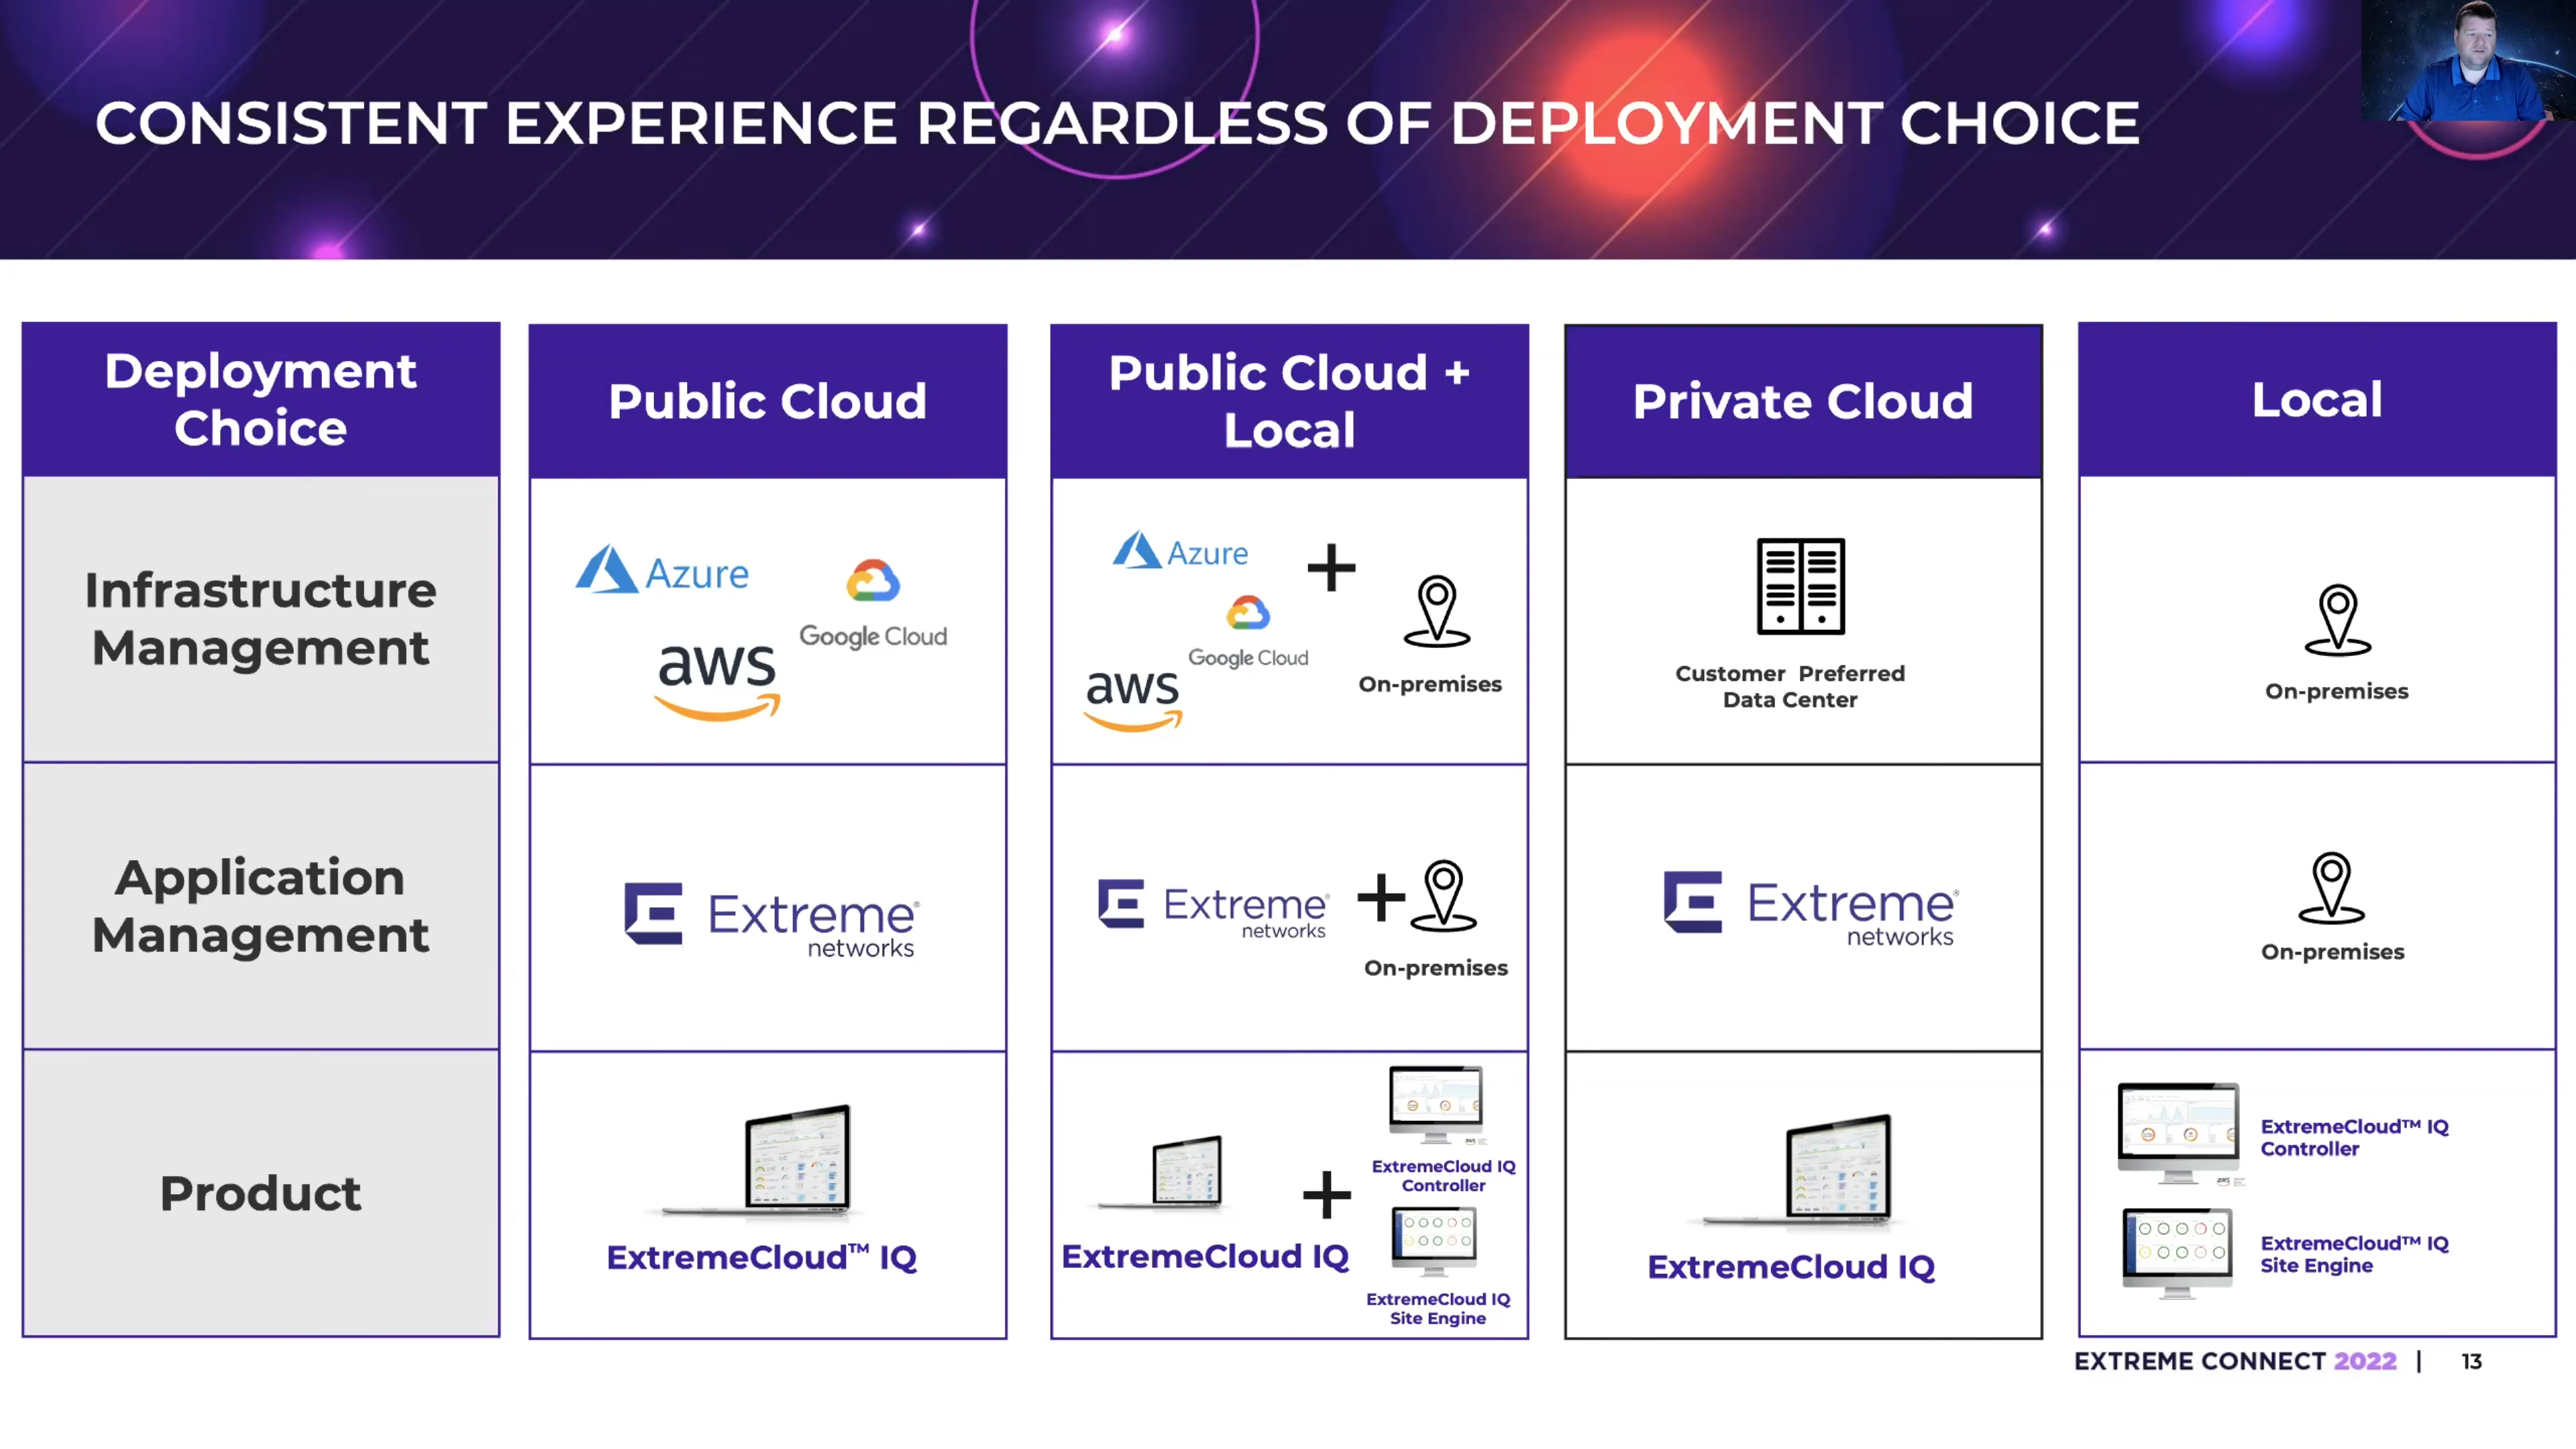 CONSISTENT EXPERIENCE REGARDLESS OF DEPLOYMENT CHOICE
Deployment
Choice
Public Cloud
Public Cloud +
Local
Private Cloud
Local
Infrastructure
Management
Azure
Google Cloud
aws
Azure
+
Google Cloud
aws
On-premises
Customer Preferred
Data Center
On-premises
Application
Management
Extreme®
networks
Extreme®
networks
+
On-premises
Extreme®
networks
On-premises
Product
ExtremeCloud™ IQ
ExtremeCloud IQ
+
ExtremeCloud IQ
Controller
ExtremeCloud IQ
Site Engine
ExtremeCloud IQ
ExtremeCloud™ IQ
Controller
ExtremeCloud™ IQ
Site Engine
EXTREME CONNECT 2022 | 13